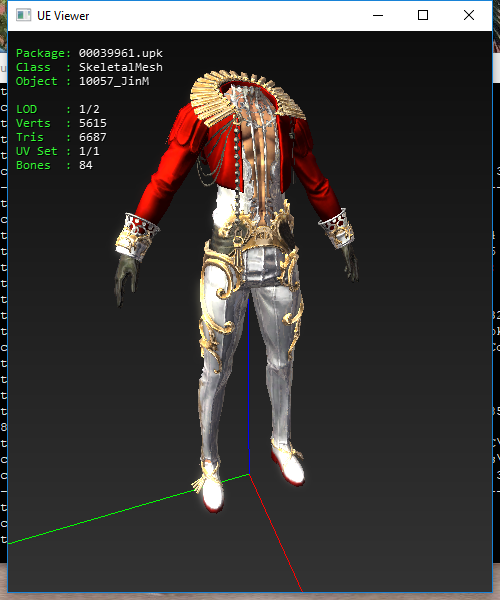 UE Viewer
Package: 00039961.upk
Class : SkeletalMesh
Object : 10057_JinM
LOD : 1/2
Verts : 5615
Tris : 6687
UV Set : 1/1
Bones : 84